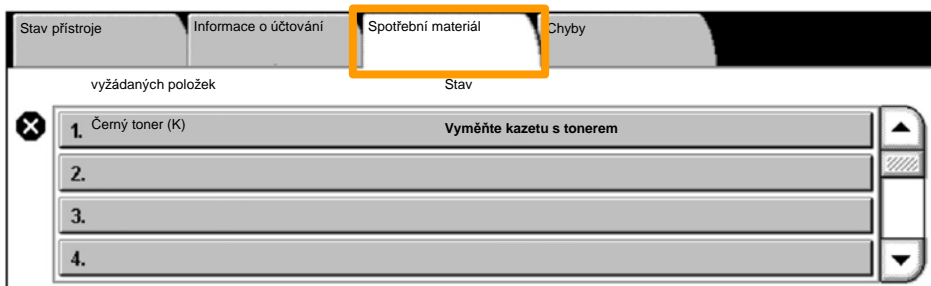 Stav přístroje
Informace o účtování
Spotřební materiál
Chyby
vyžádaných položek
Stav
1. Černý toner (K) Vyměňte kazetu s tonerem
2.
3.
4.